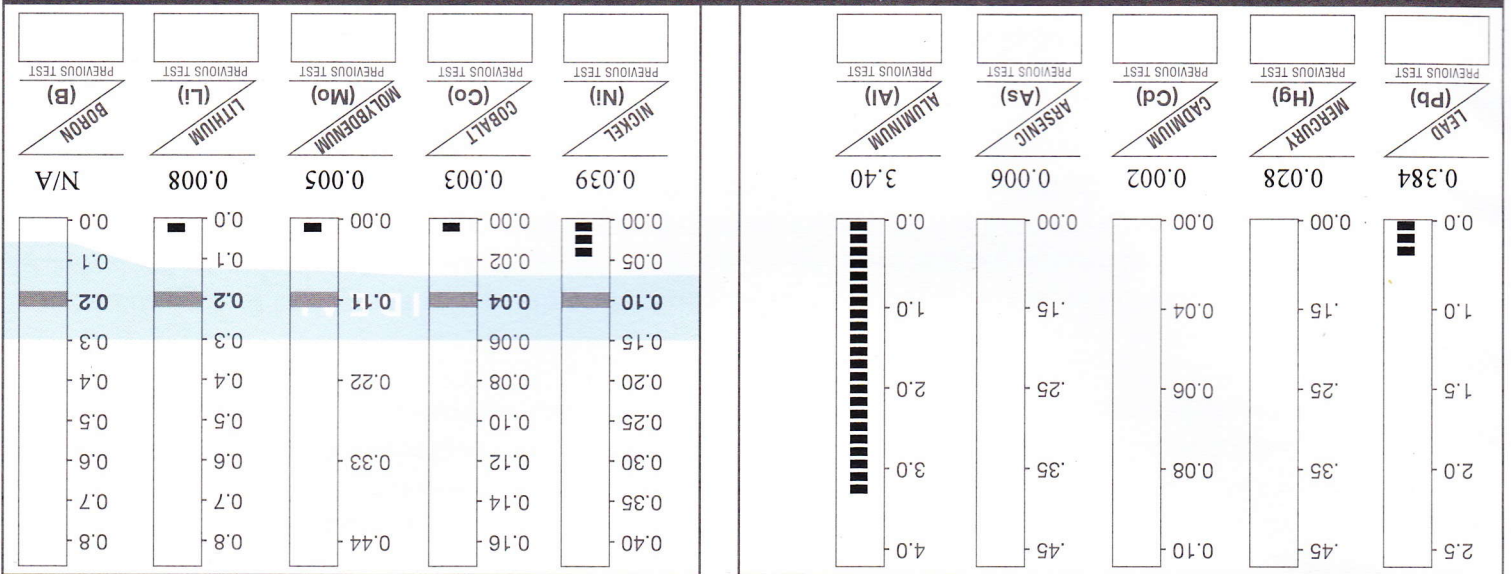 2.5
2.0
1.5
1.0
0.0
0.384
LEAD
(Pb)
PREVIOUS TEST
.45
.35
.25
.15
0.00
0.028
MERCURY
(Hg)
PREVIOUS TEST
0.10
0.08
0.06
0.04
0.00
0.002
CADMIUM
(Cd)
PREVIOUS TEST
.45
.35
.25
.15
0.00
0.006
ARSENIC
(As)
PREVIOUS TEST
4.0
3.0
2.0
1.0
0.0
3.40
ALUMINUM
(Al)
PREVIOUS TEST
0.40
0.35
0.30
0.25
0.20
0.15
0.10
0.05
0.00
0.039
NICKEL
(Ni)
PREVIOUS TEST
0.16
0.14
0.12
0.10
0.08
0.06
0.04
0.02
0.00
0.003
COBALT
(Co)
PREVIOUS TEST
0.44
0.33
0.22
0.11
0.00
0.005
MOLYBDENUM
(Mo)
PREVIOUS TEST
0.8
0.7
0.6
0.5
0.4
0.3
0.2
0.1
0.0
0.008
LITHIUM
(Li)
PREVIOUS TEST
0.8
0.7
0.6
0.5
0.4
0.3
0.2
0.1
0.0
N/A
BORON
(B)
PREVIOUS TEST